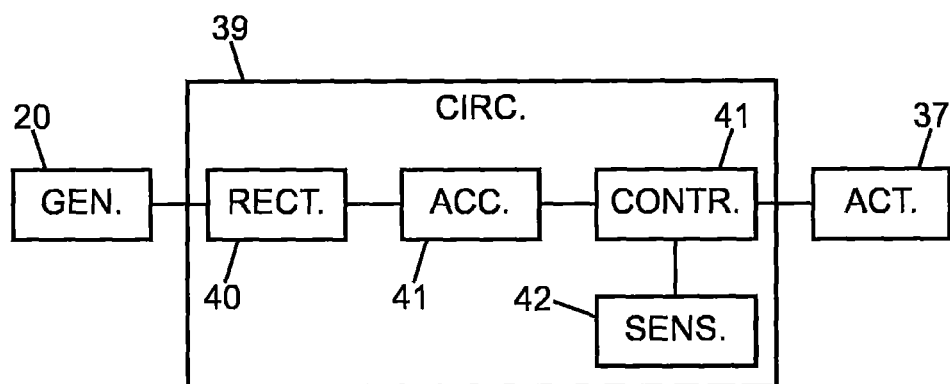 39
CIRC.
20
41
37
GEN.
RECT.
ACC.
CONTR.
ACT.
40
41
42
SENS.